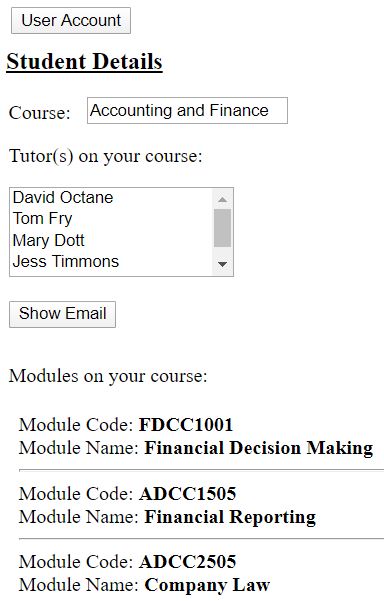 User Account
Student Details
Course: Accounting and Finance
Tutor(s) on your course:
David Octane
Tom Fry
Mary Dott
Jess Timmons
Show Email
Modules on your course:
Module Code: FDCC1001
Module Name: Financial Decision Making
Module Code: ADCC1505
Module Name: Financial Reporting
Module Code: ADCC2505
Module Name: Company Law